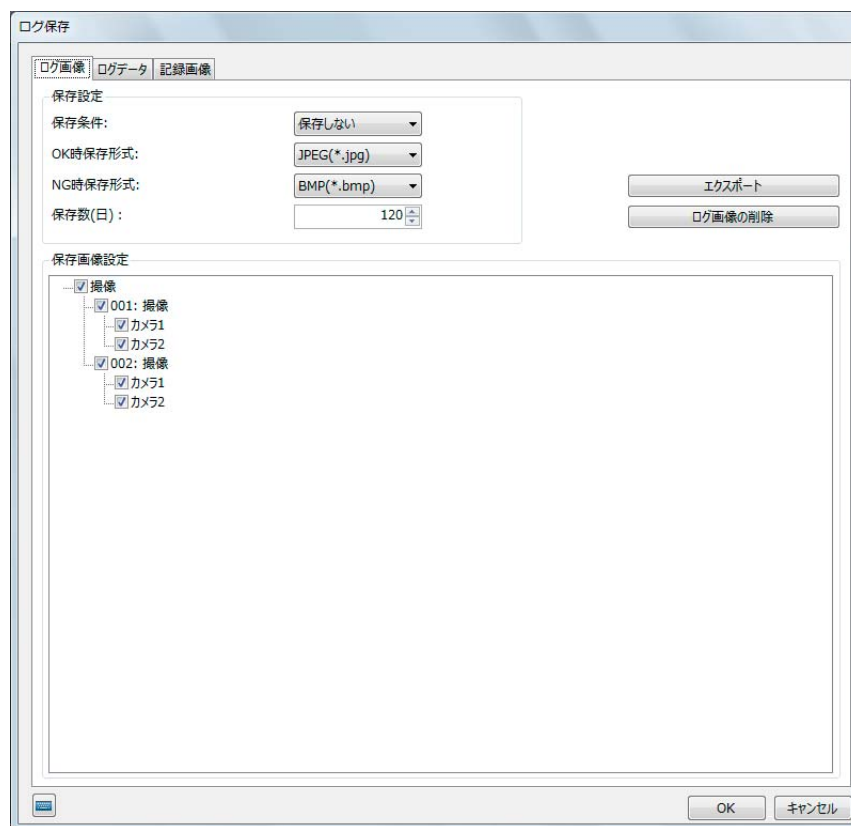 ログ保存
ログ画像 ログデータ 記録画像
保存設定
保存条件: 保存しない
OK時保存形式: JPEG(*.jpg)
NG時保存形式: BMP(*.bmp) エクスポート
保存数(日) : 120 ログ画像の削除
保存画像設定
撮像
001: 撮像
カメラ1
カメラ2
002: 撮像
カメラ1
カメラ2
OK キャンセル